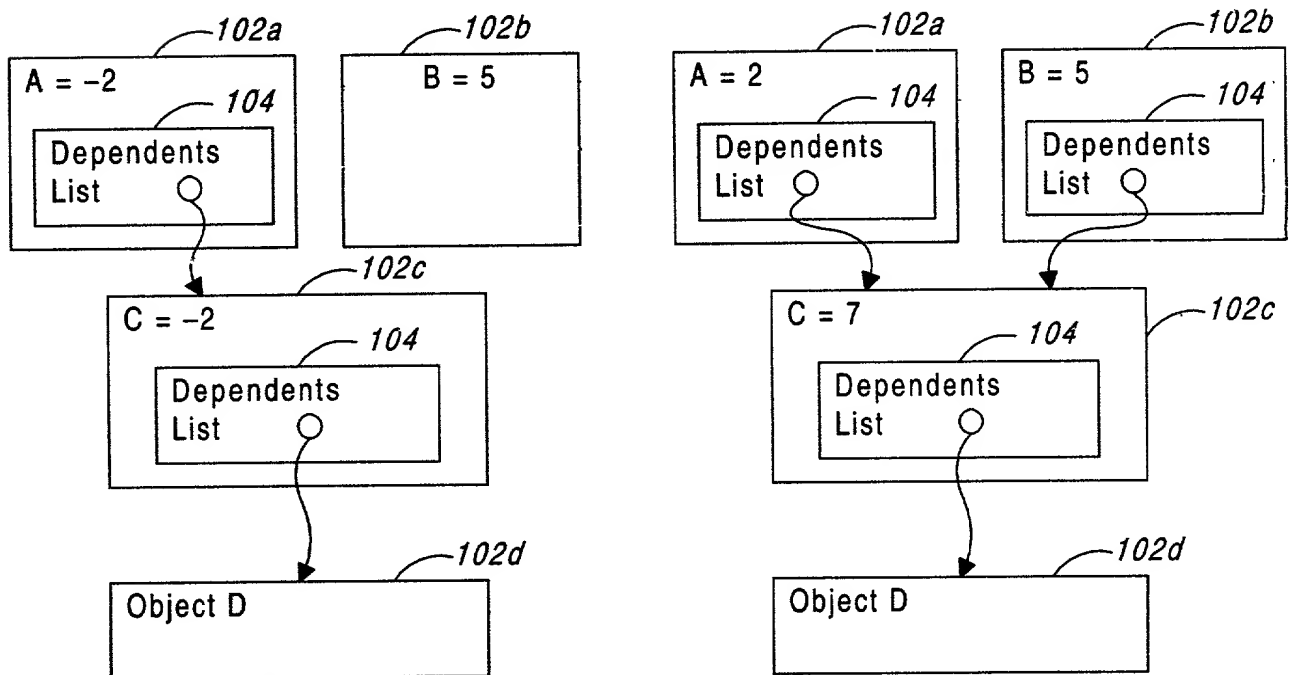 102a
102b
A = −2
B = 5
104
Dependents
List
102c
C = −2
104
Dependents
List
102d
Object D
102a
102b
A = 2
B = 5
104
104
Dependents
List
Dependents
List
C = 7
102c
104
Dependents
List
102d
Object D